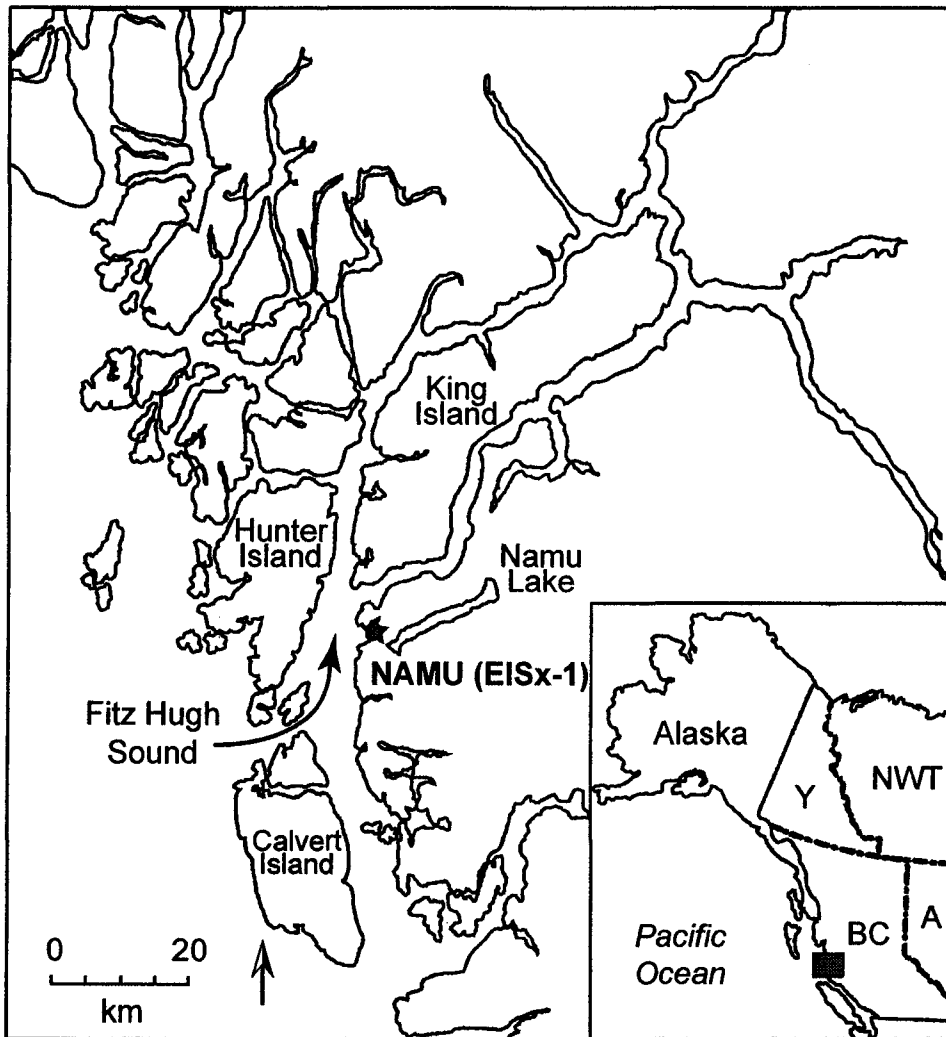 King
Island
Hunter
Island
Namu
Lake
NAMU (EISx-1)
Fitz Hugh
Sound
Calvert
Island
0 20
km
Alaska
Y
NWT
BC
A
Pacific
Ocean